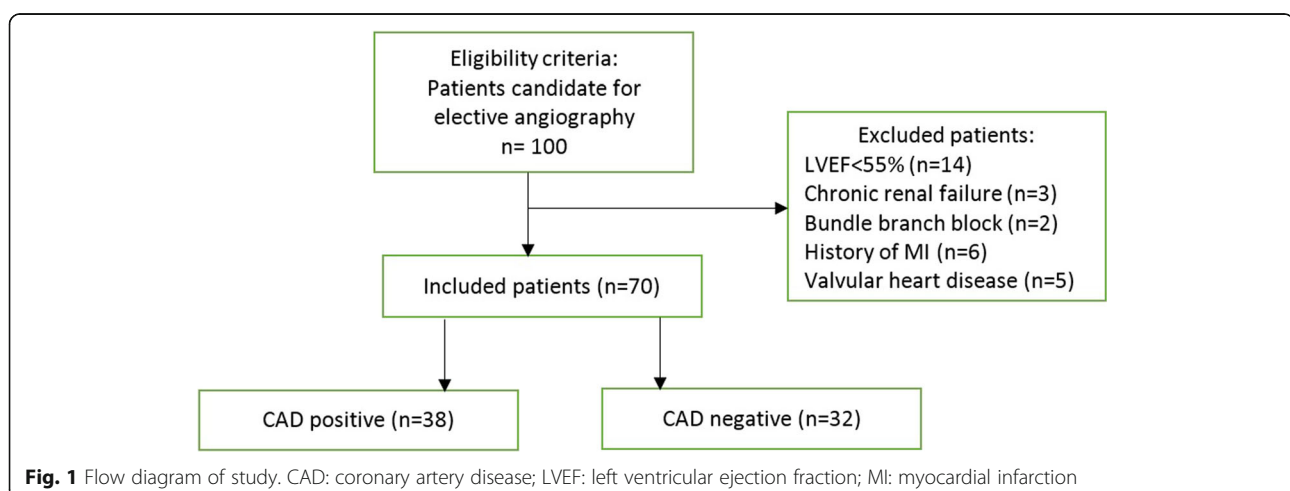 Eligibility criteria:
Patients candidate for
elective angiography
n= 100
Excluded patients:
LVEF<55% (n=14)
Chronic renal failure (n=3)
Bundle branch block (n=2)
History of MI (n=6)
Valvular heart disease (n=5)
Included patients (n=70)
CAD positive (n=38)
CAD negative (n=32)
Fig. 1 Flow diagram of study. CAD: coronary artery disease; LVEF: left ventricular ejection fraction; MI: myocardial infarction